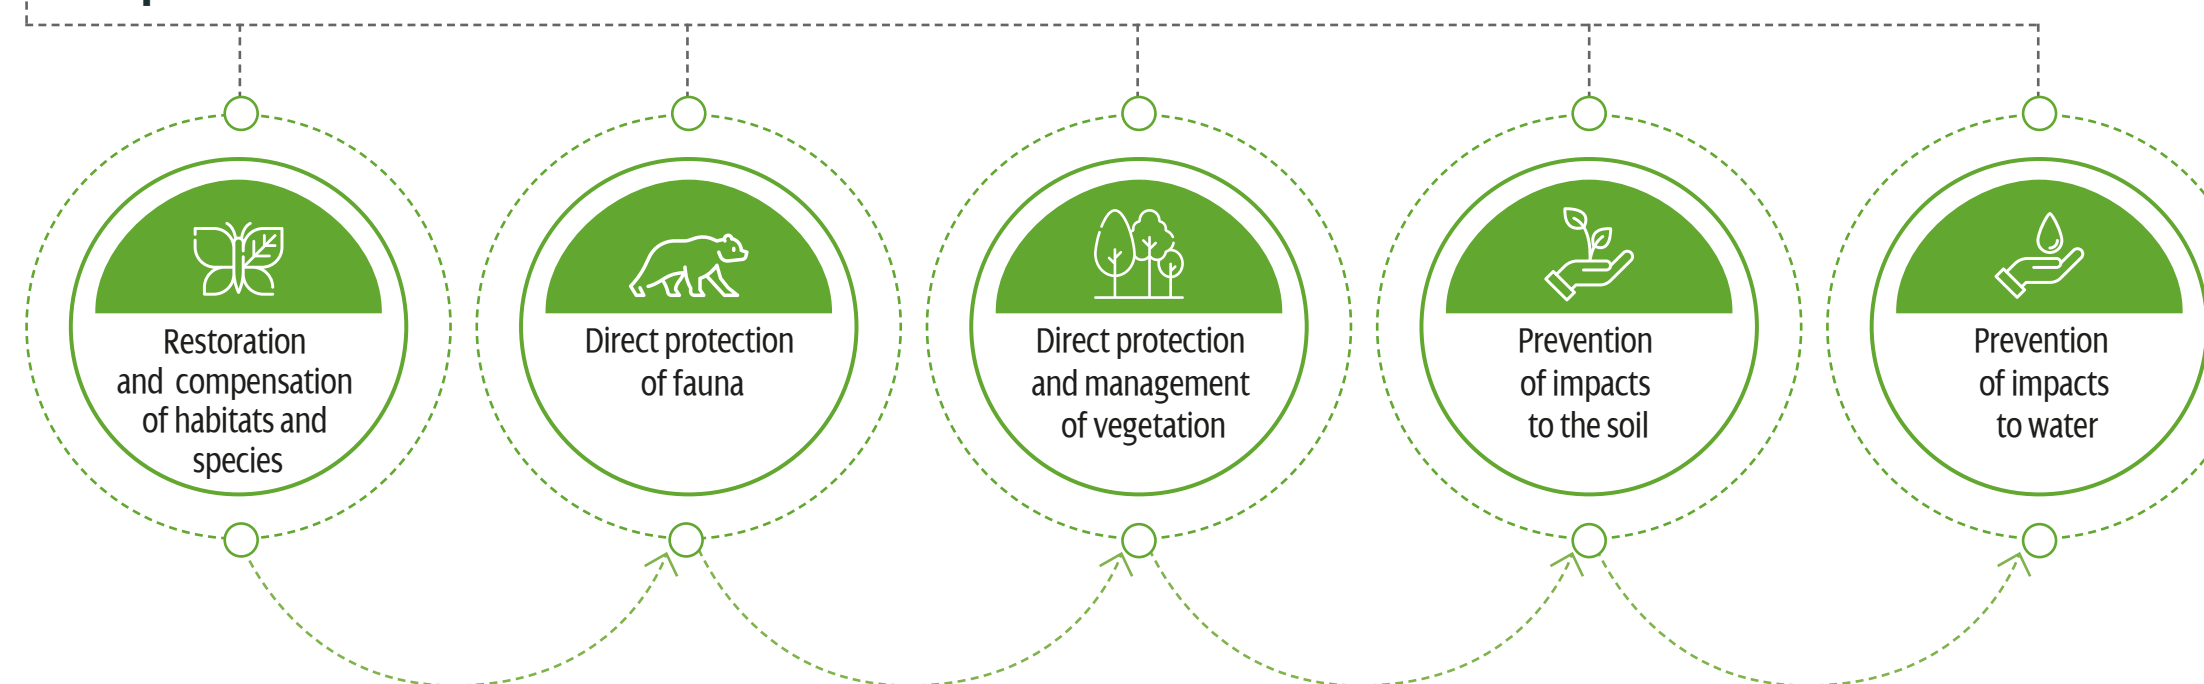 Restoration
and compensation
of habitats and
species
Direct protection
of fauna
Direct protection
and management
of vegetation
Prevention
of impacts
to the soil
Prevention
of impacts
to water